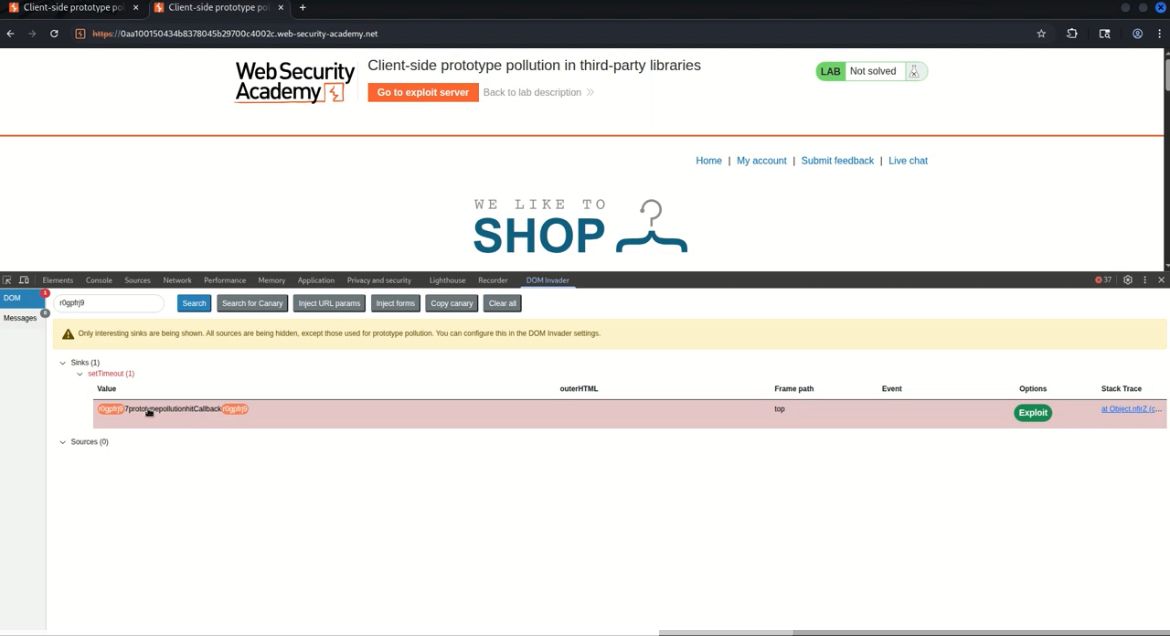 Client-side prototype pol
Client-side prototype pol
https://0aa100150434b8378045b29700c4002c.web-security-academy.net
WebSecurity
Academy
Client-side prototype pollution in third-party libraries
Go to exploit server
Back to lab description
LAB
Not solved
Home | My account | Submit feedback | Live chat
WE LIKE TO
SHOP
Elements
Console
Sources
Network
Performance
Memory
Application
Privacy and security
Lighthouse
Recorder
DOM Invader
37
DOM
Messages
r0gpfrj9
Search
Search for Canary
Inject URL params
Inject forms
Copy canary
Clear all
Only interesting sinks are being shown. All sources are being hidden, except those used for prototype pollution. You can configure this in the DOM Invader settings.
Sinks (1)
setTimeout (1)
Value
outerHTML
Frame path
Event
Options
Stack Trace
r0gpfrj97prototypepollutionhitCallbackr0gpfrj9
top
Exploit
at Object.nfirZ (c...
Sources (0)